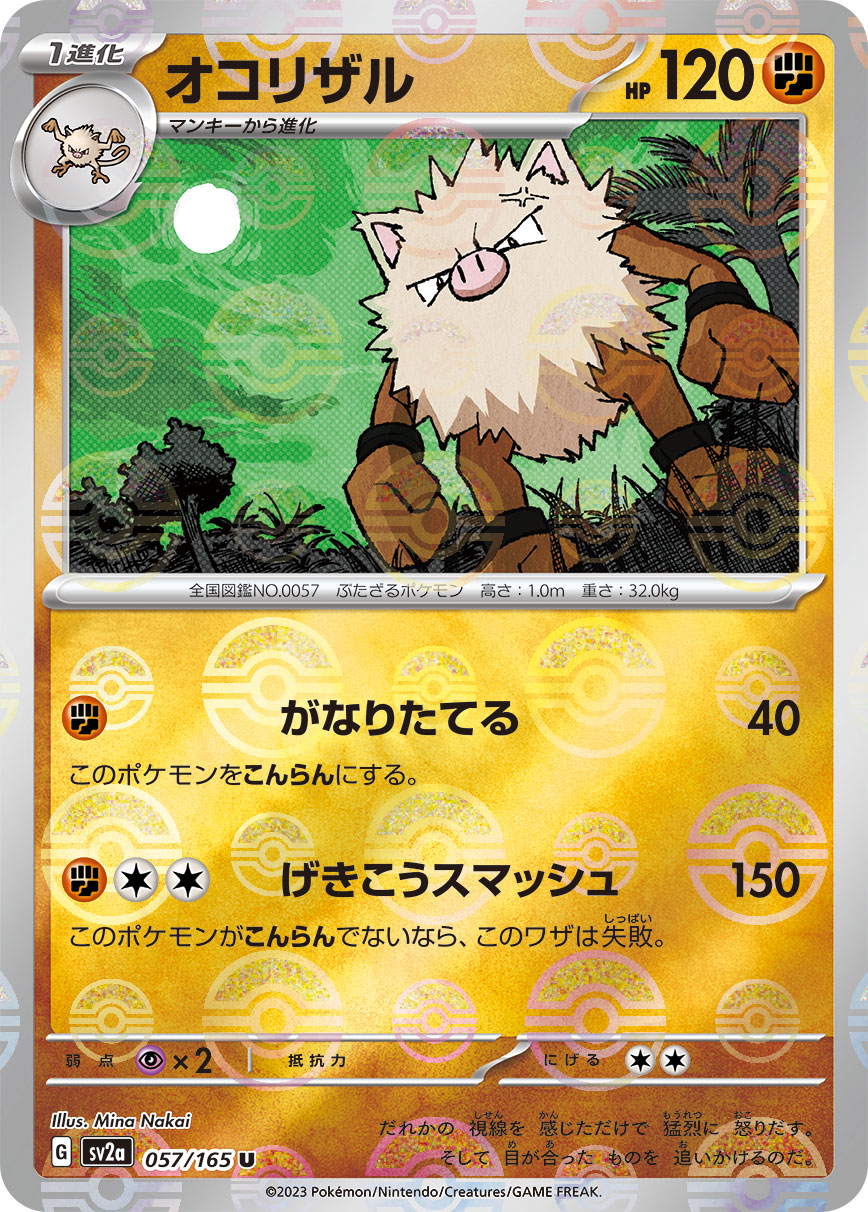 1進化
オコリザル
HP 120
マンキーから進化
全国図鑑NO.0057 ぶたざるポケモン 高さ:1.0m 重さ:32.0kg
がなりたてる 40
このポケモンをこんらんにする。
げきこうスマッシュ 150
このポケモンがこんらんでないなら、このワザは失敗。
しっぱい
弱点 ×2 抵抗力 にげる
Illus. Mina Nakai
G sv2a 057/165 U
しせん かん もうれつ おこ
だれかの 視線を 感じただけで 猛烈に 怒りだす。
め あ お
そして 目が合った ものを 追いかけるのだ。
©2023 Pokémon/Nintendo/Creatures/GAME FREAK.